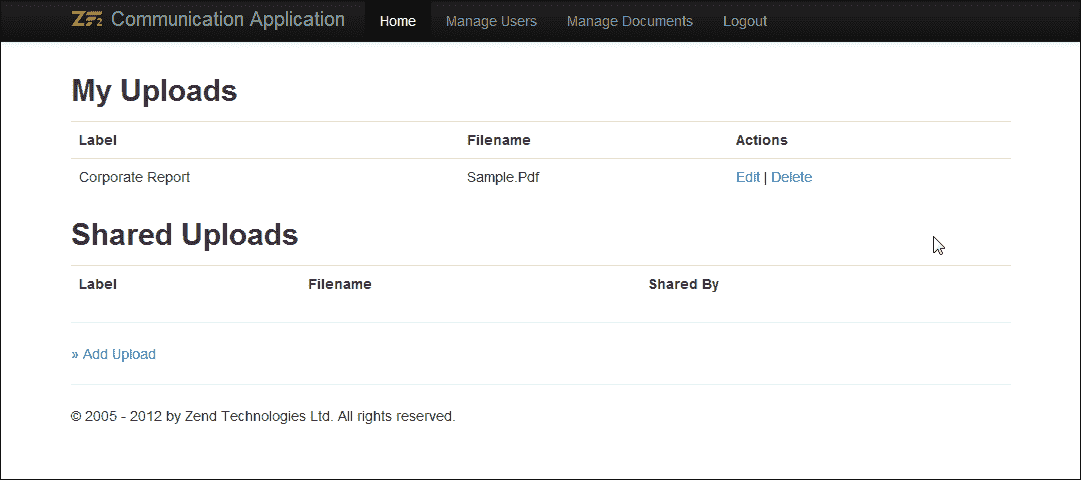 ZF2 Communication Application Home Manage Users Manage Documents Logout
My Uploads
Label Filename Actions
Corporate Report Sample.Pdf Edit | Delete
Shared Uploads
Label Filename Shared By
» Add Upload
© 2005 - 2012 by Zend Technologies Ltd. All rights reserved.